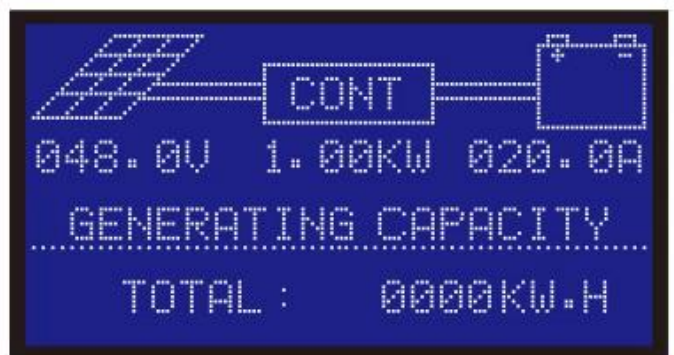 CONT
+ -
048.0V 1.00KW 020.0A
GENERATING CAPACITY
TOTAL: 0000KW.H